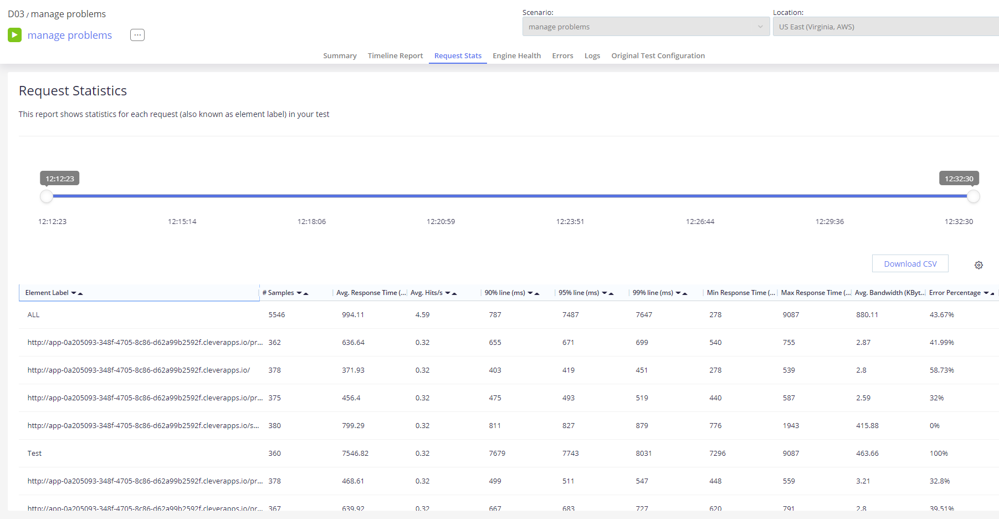 D03 / manage problems
manage problems
...
Scenario:
manage problems
Location:
US East (Virginia, AWS)
Summary Timeline Report Request Stats Engine Health Errors Logs Original Test Configuration
Request Statistics
This report shows statistics for each request (also known as element label) in your test
12:12:23 12:32:30
12:12:23 12:15:14 12:18:06 12:20:59 12:23:51 12:26:44 12:29:36 12:32:30
Download CSV
Element Label # Samples Avg. Response Time (... Avg. Hits/s 90% line (ms) 95% line (ms) 99% line (ms) Min Response Time (... Max Response Time (... Avg. Bandwidth (KByt... Error Percentage
ALL 5546 994.11 4.59 787 7487 7647 278 9087 880.11 43.67%
http://app-0a205093-348f-4705-8c86-d62a99b2592f.cleverapps.io/pr... 362 636.64 0.32 655 671 699 540 755 2.87 41.99%
http://app-0a205093-348f-4705-8c86-d62a99b2592f.cleverapps.io/ 378 371.93 0.32 403 419 451 278 539 2.8 58.73%
http://app-0a205093-348f-4705-8c86-d62a99b2592f.cleverapps.io/pr... 375 456.4 0.32 475 493 519 440 587 2.59 32%
http://app-0a205093-348f-4705-8c86-d62a99b2592f.cleverapps.io/s... 380 799.29 0.32 811 827 879 776 1943 415.88 0%
Test 360 7546.82 0.32 7679 7743 8031 7296 9087 463.66 100%
http://app-0a205093-348f-4705-8c86-d62a99b2592f.cleverapps.io/pr... 378 468.61 0.32 499 511 547 448 559 3.21 32.8%
http://app-0a205093-348f-4705-8c86-d62a99b2592f.cleverapps.io/pr... 367 639.92 0.32 667 683 727 620 791 2.8 39.51%